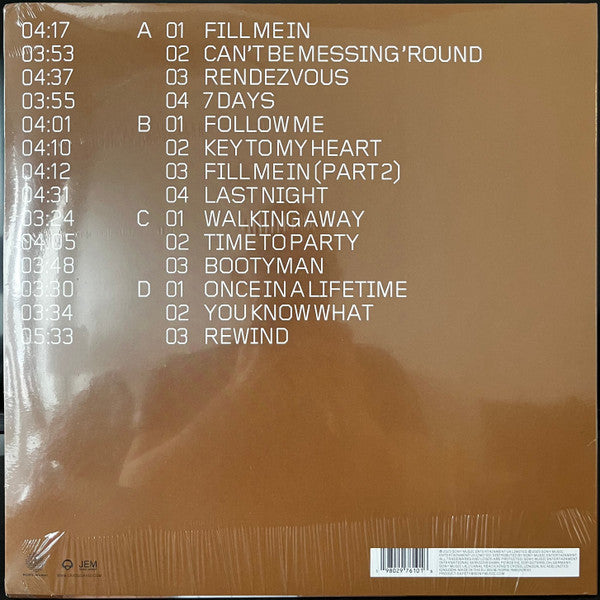 04:17 A 01 FILL ME IN
03:53 02 CAN'T BE MESSING 'ROUND
04:37 03 RENDEZVOUS
03:55 04 7 DAYS
04:01 B 01 FOLLOW ME
04:10 02 KEY TO MY HEART
04:12 03 FILL ME IN (PART 2)
04:31 04 LAST NIGHT
03:24 C 01 WALKING AWAY
04:05 02 TIME TO PARTY
03:48 03 BOOTYMAN
03:30 D 01 ONCE IN A LIFETIME
03:34 02 YOU KNOW WHAT
05:33 03 REWIND
JEM
5 98029 76101